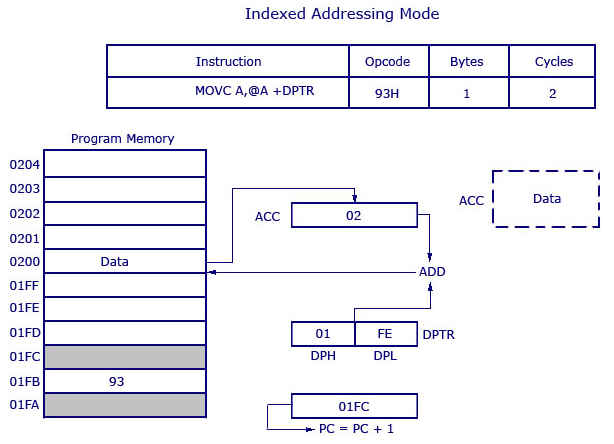 Indexed Addressing Mode
Instruction Opcode Bytes Cycles
MOVC A,@A +DPTR 93H 1 2
Program Memory
0204
0203
0202
0201
0200 Data
01FF
01FE
01FD
01FC
01FB 93
01FA
ACC 02
ACC Data
ADD
01 FE DPTR
DPH DPL
01FC
PC = PC + 1